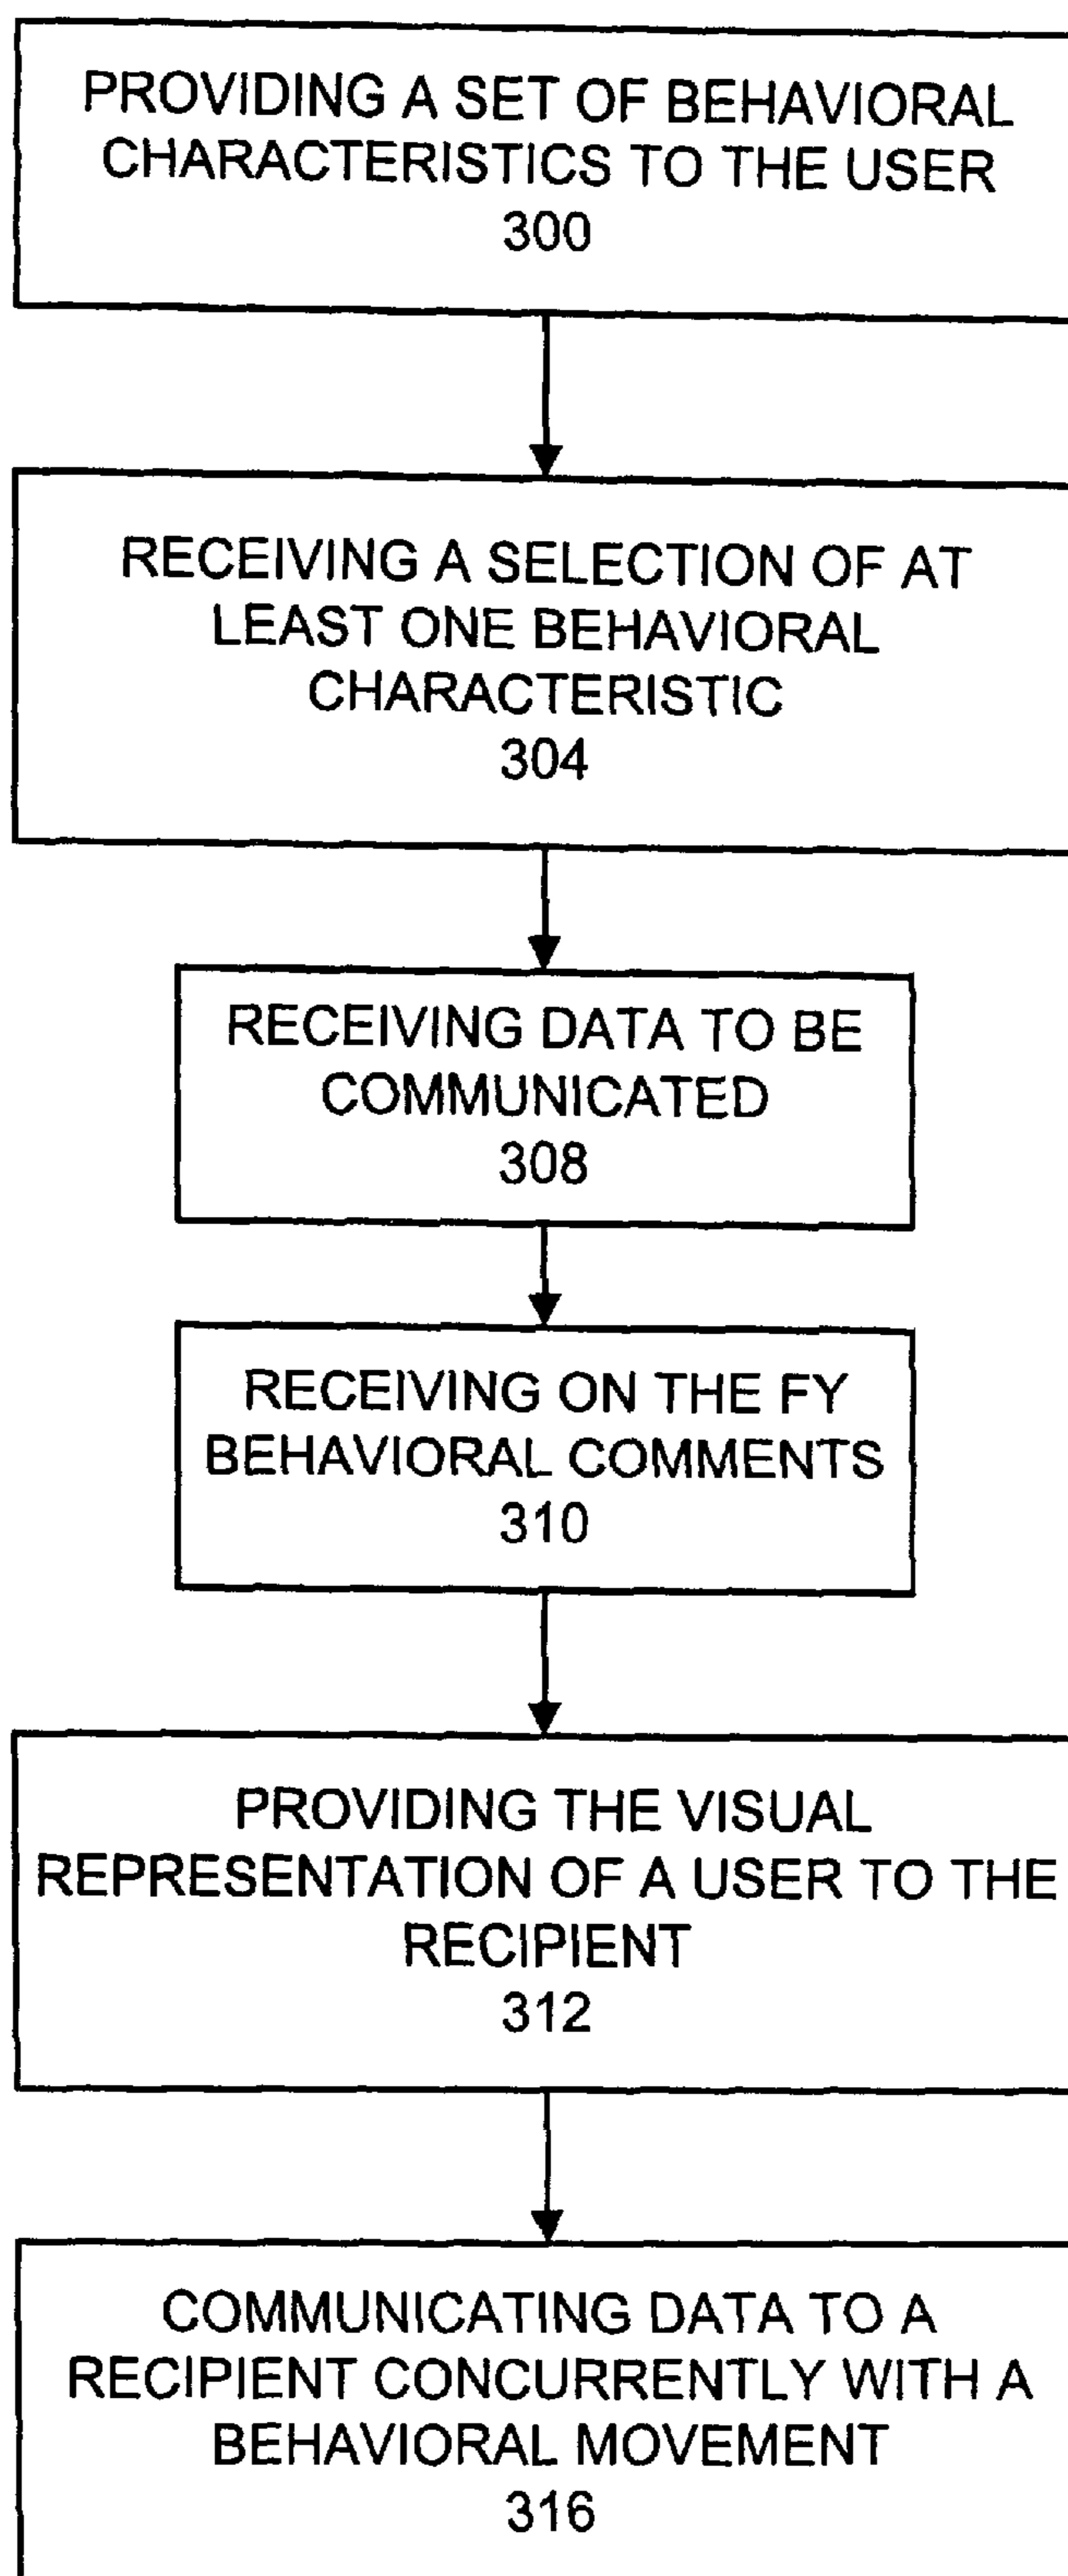 PROVIDING A SET OF BEHAVIORAL
CHARACTERISTICS TO THE USER
300
RECEIVING A SELECTION OF AT
LEAST ONE BEHAVIORAL
CHARACTERISTIC
304
RECEIVING DATA TO BE
COMMUNICATED
308
RECEIVING ON THE FY
BEHAVIORAL COMMENTS
310
PROVIDING THE VISUAL
REPRESENTATION OF A USER TO THE
RECIPIENT
312
COMMUNICATING DATA TO A
RECIPIENT CONCURRENTLY WITH A
BEHAVIORAL MOVEMENT
316